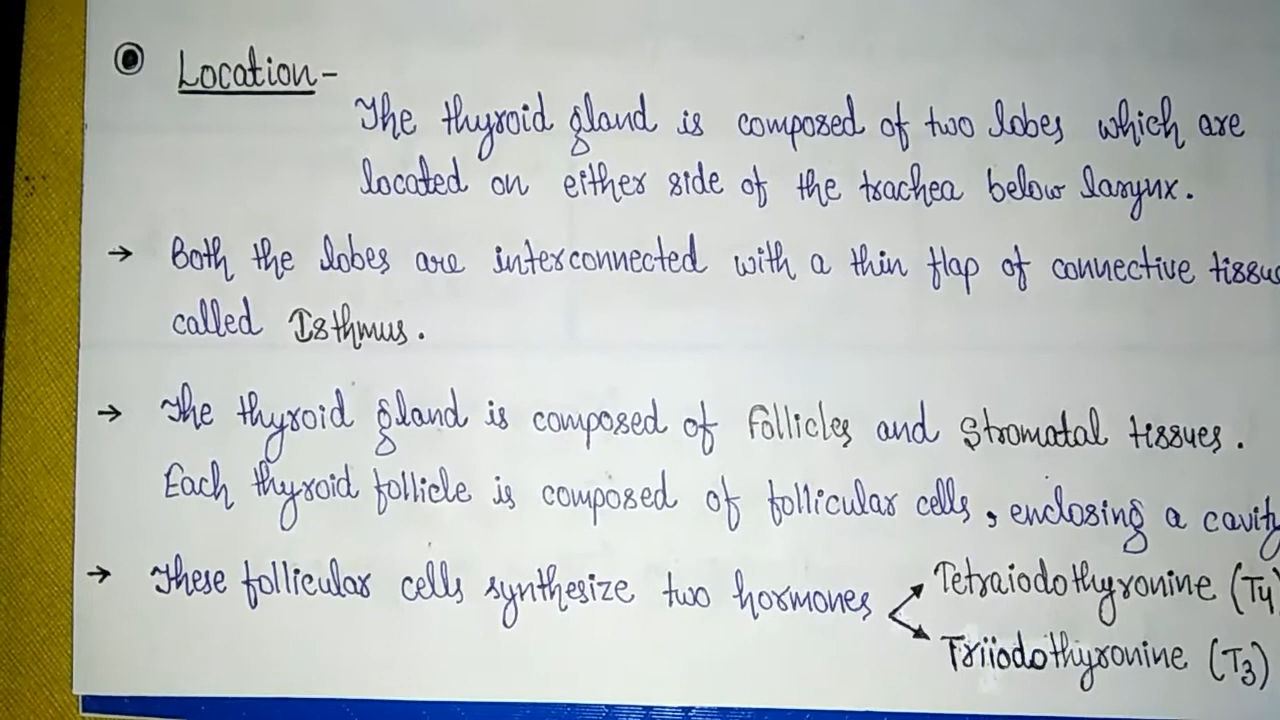 Location-
The thyroid gland is composed of two lobes which are
located on either side of the trachea below larynx.
→ Both the lobes are interconnected with a thin flap of connective tissue
called Isthmus.
→ The thyroid gland is composed of Follicles and Stromatal tissues.
Each thyroid follicle is composed of follicular cells, enclosing a cavity
→ These follicular cells synthesize two hormones
Tetraiodothyronine (T4)
Triiodothyronine (T3)